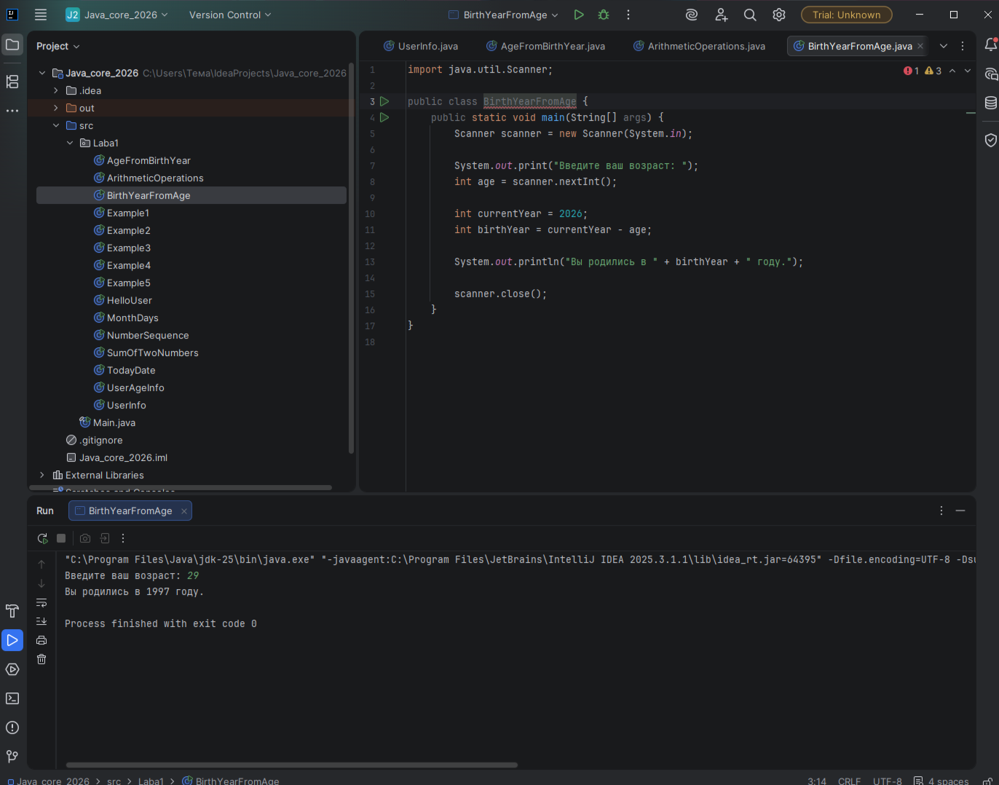 J2 Java_core_2026 Version Control BirthYearFromAge Trial: Unknown
Project
UserInfo.java AgeFromBirthYear.java ArithmeticOperations.java BirthYearFromAge.java
Java_core_2026 C:\Users\Тема\IdeaProjects\Java_core_2026
.idea
out
src
Laba1
AgeFromBirthYear
ArithmeticOperations
BirthYearFromAge
Example1
Example2
Example3
Example4
Example5
HelloUser
MonthDays
NumberSequence
SumOfTwoNumbers
TodayDate
UserAgeInfo
UserInfo
Main.java
.gitignore
Java_core_2026.iml
External Libraries
Scratches and Consoles
1 import java.util.Scanner;
1 3
2
3 public class BirthYearFromAge {
4 public static void main(String[] args) {
5 Scanner scanner = new Scanner(System.in);
6
7 System.out.print("Введите ваш возраст: ");
8 int age = scanner.nextInt();
9
10 int currentYear = 2026;
11 int birthYear = currentYear - age;
12
13 System.out.println("Вы родились в " + birthYear + " году.");
14
15 scanner.close();
16 }
17 }
18
Run BirthYearFromAge
"C:\Program Files\Java\jdk-25\bin\java.exe" "-javaagent:C:\Program Files\JetBrains\IntelliJ IDEA 2025.3.1.1\lib\idea_rt.jar=64395" -Dfile.encoding=UTF-8 -Dsu
Введите ваш возраст: 29
Вы родились в 1997 году.
Process finished with exit code 0
Java_core_2026 > src > Laba1 > BirthYearFromAge 3:14 CRLF UTF-8 4 spaces